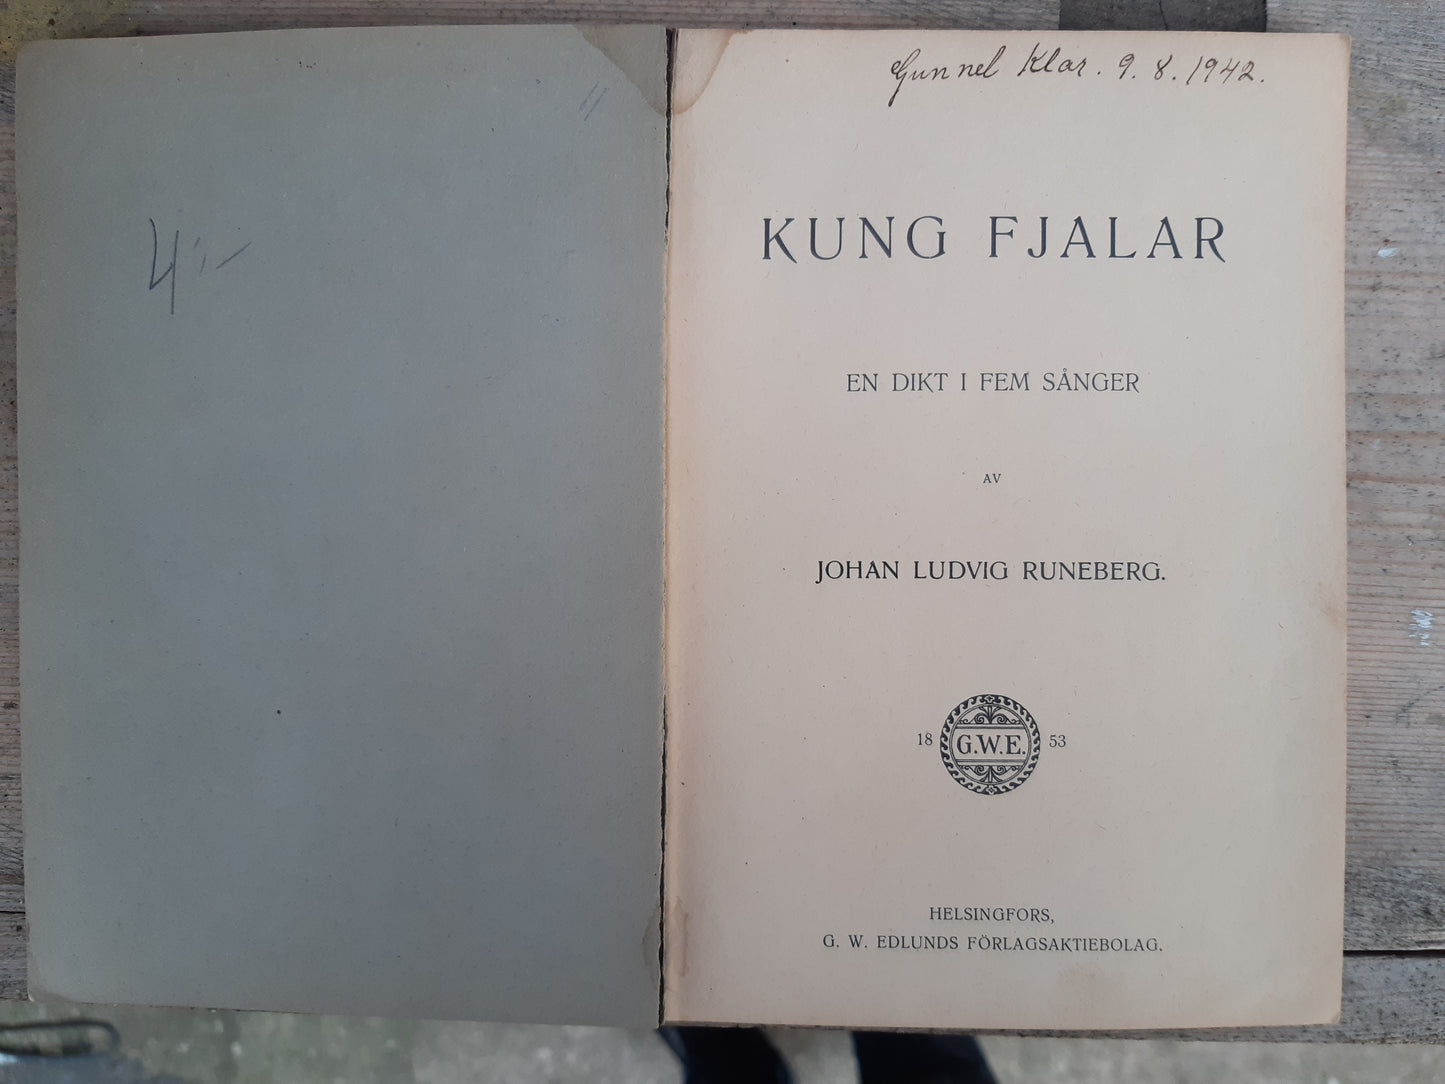 4:-
Gunnel Klar. 9.8.1942.
KUNG FJALAR
EN DIKT I FEM SÅNGER
AV
JOHAN LUDVIG RUNEBERG.
18 G.W.E. 53
HELSINGFORS,
G. W. EDLUNDS FÖRLAGSAKTIEBOLAG.